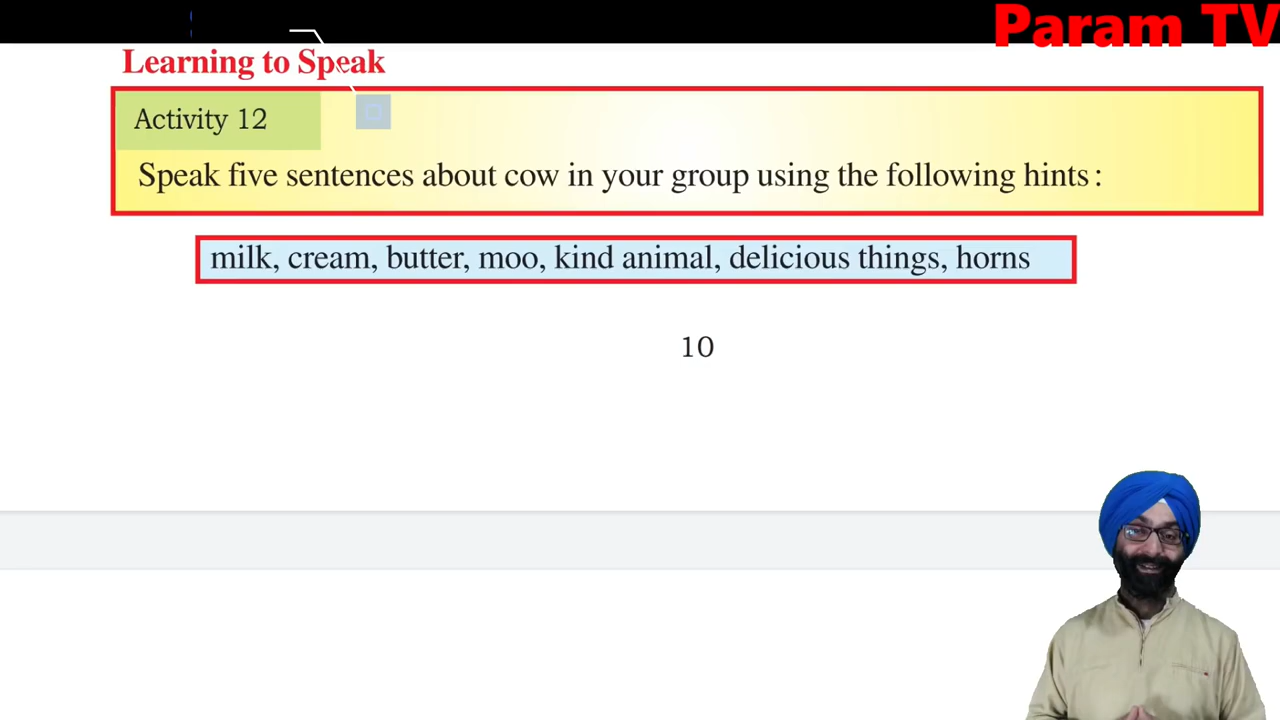 Param TV
Learning to Speak
Activity 12
Speak five sentences about cow in your group using the following hints :
milk, cream, butter, moo, kind animal, delicious things, horns
10